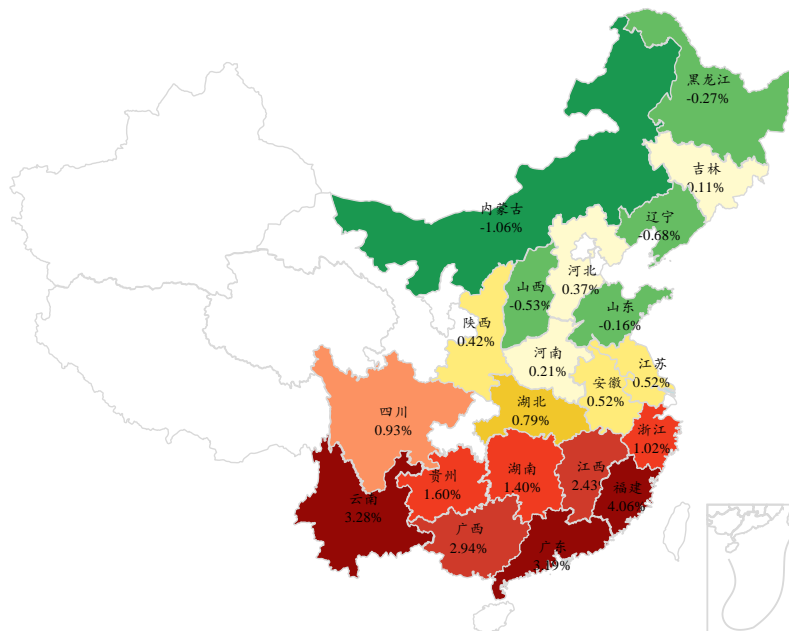 黑龙江
-0.27%
吉林
0.11%
内蒙古
-1.06%
辽宁
-0.68%
河北
0.37%
山西
-0.53%
山东
-0.16%
陕西
0.42%
河南
0.21%
江苏
0.52%
安徽
0.52%
湖北
0.79%
四川
0.93%
浙江
1.02%
贵州
1.60%
湖南
1.40%
江西
2.43%
福建
4.06%
云南
3.28%
广西
2.94%
广东
3.19%